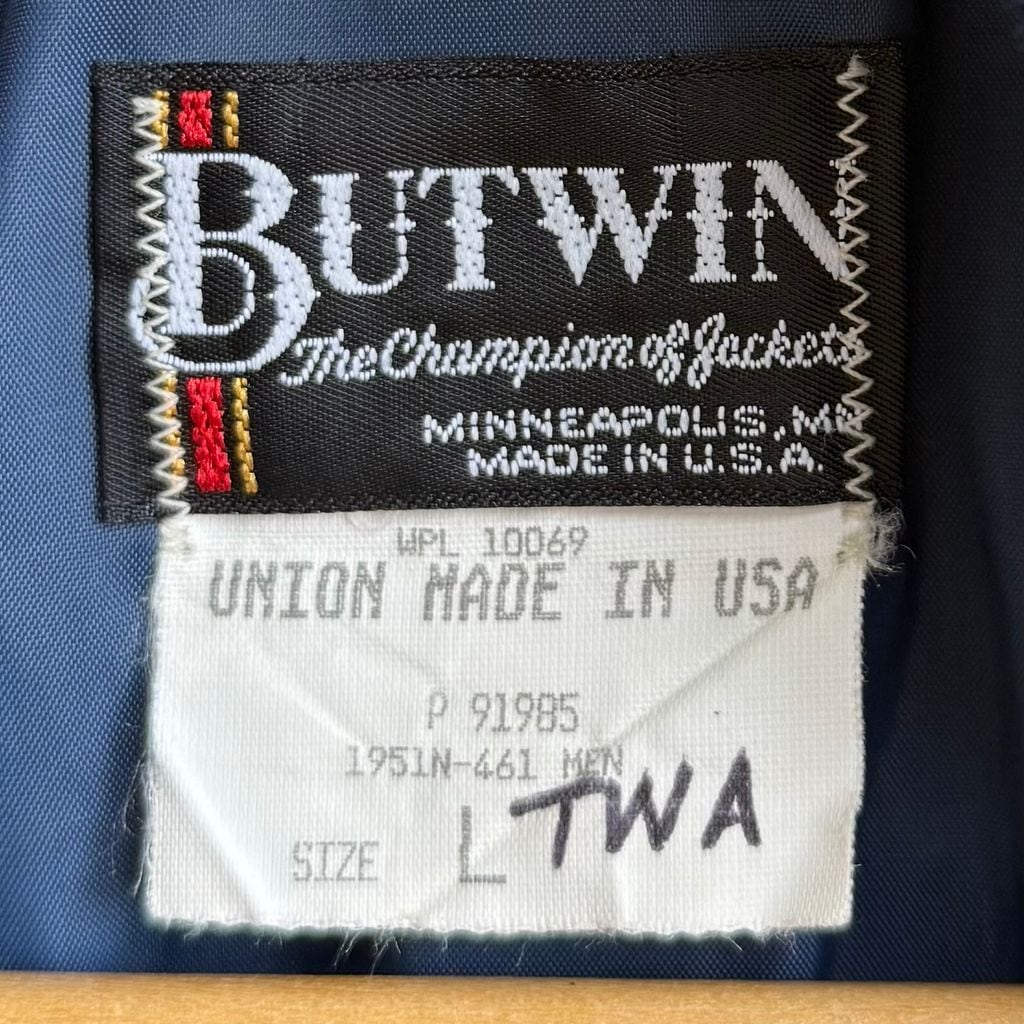 BUTWIN
The Champion of Jackets
MINNEAPOLIS, MN
MADE IN U.S.A.
WPL 10069
UNION MADE IN USA
P 91985
1951N-461 MEN
SIZE L TWA